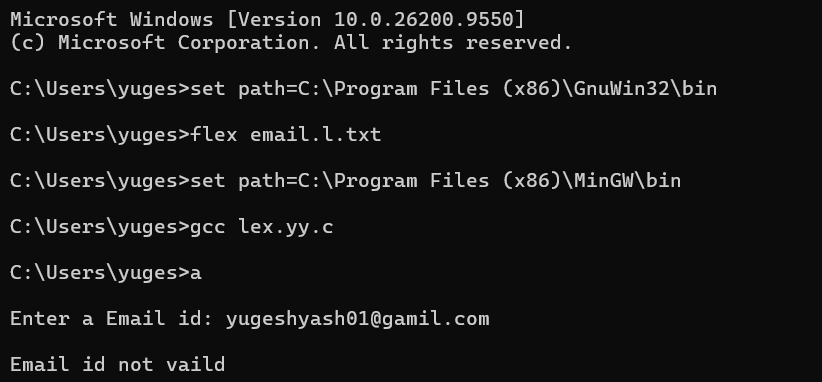 Microsoft Windows [Version 10.0.26200.9550]
(c) Microsoft Corporation. All rights reserved.
C:\Users\yuges>set path=C:\Program Files (x86)\GnuWin32\bin
C:\Users\yuges>flex email.l.txt
C:\Users\yuges>set path=C:\Program Files (x86)\MinGW\bin
C:\Users\yuges>gcc lex.yy.c
C:\Users\yuges>a
Enter a Email id: yugeshyash01@gamil.com
Email id not vaild